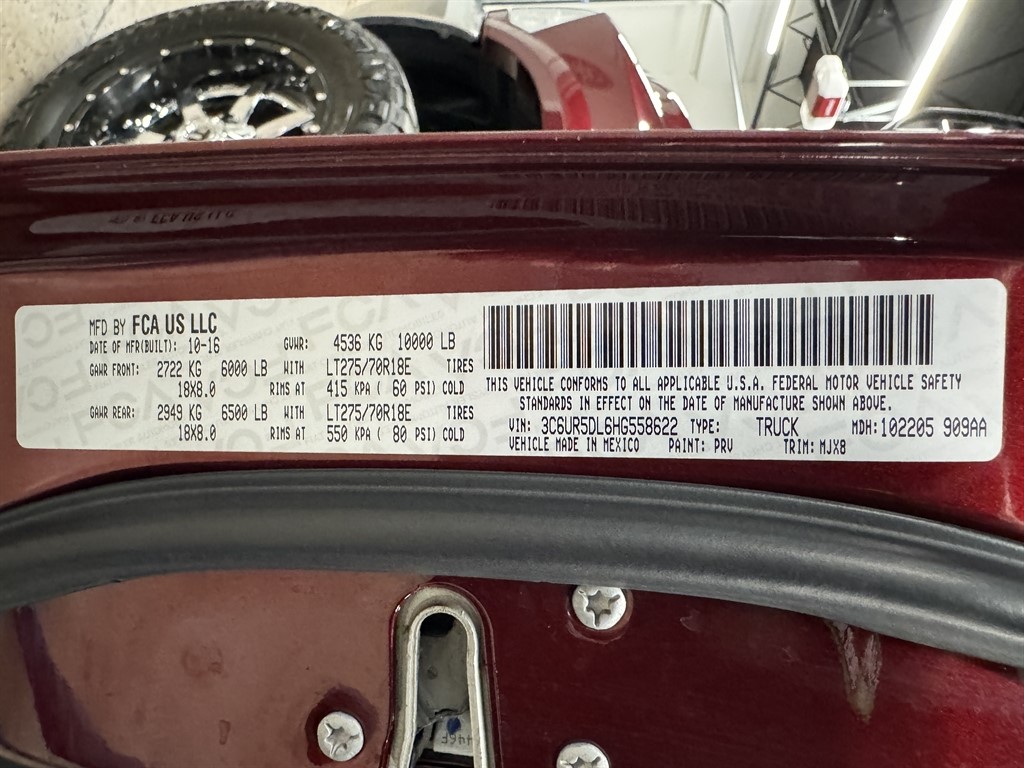 MFD BY FCA US LLC
DATE OF MFR(BUILT): 10-16 GVWR: 4536 KG 10000 LB
GAWR FRONT: 2722 KG 6000 LB WITH LT275/70R18E TIRES
18X8.0 RIMS AT 415 KPA ( 60 PSI) COLD
GAWR REAR: 2949 KG 6500 LB WITH LT275/70R18E TIRES
18X8.0 RIMS AT 550 KPA ( 80 PSI) COLD
THIS VEHICLE CONFORMS TO ALL APPLICABLE U.S.A. FEDERAL MOTOR VEHICLE SAFETY
STANDARDS IN EFFECT ON THE DATE OF MANUFACTURE SHOWN ABOVE.
VIN: 3C6UR5DL6HG558622 TYPE: TRUCK MDH: 102205 909AA
VEHICLE MADE IN MEXICO PAINT: PRV TRIM: MJX8